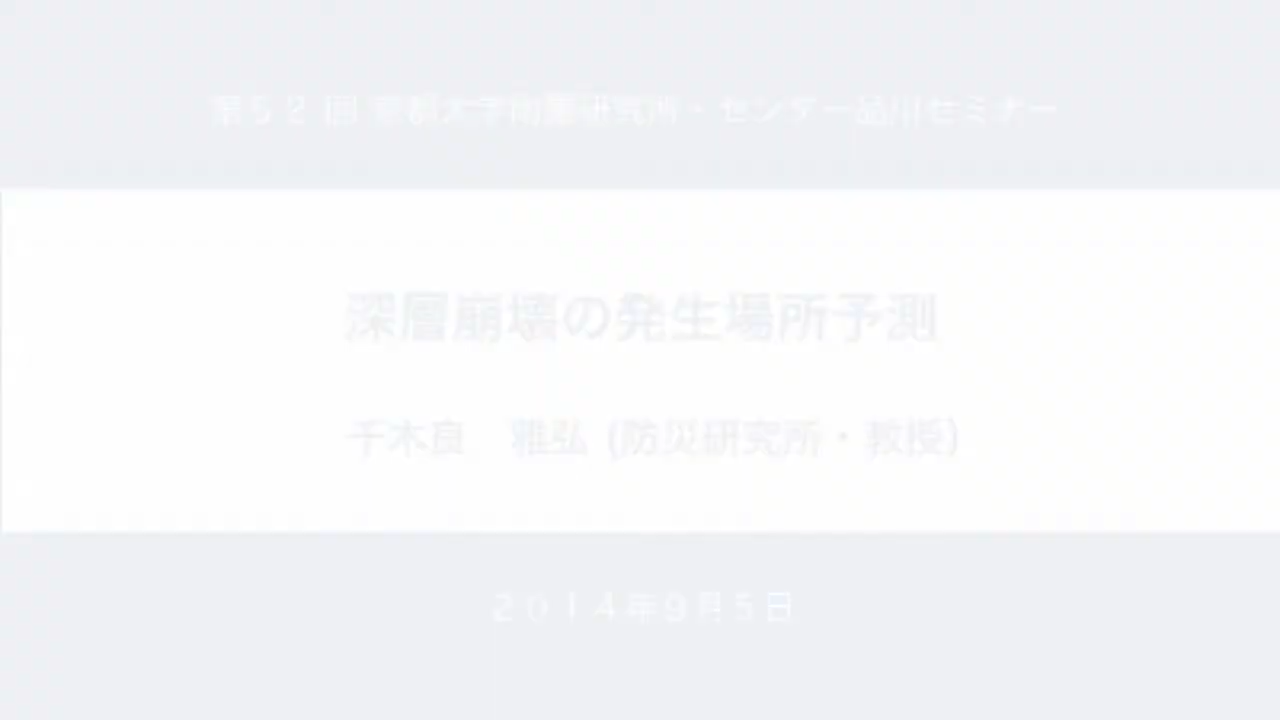 第52回 京都大学附置研究所・センター品川セミナー
深層崩壊の発生場所予測
千木良 雅弘 (防災研究所・教授)
2014年9月5日